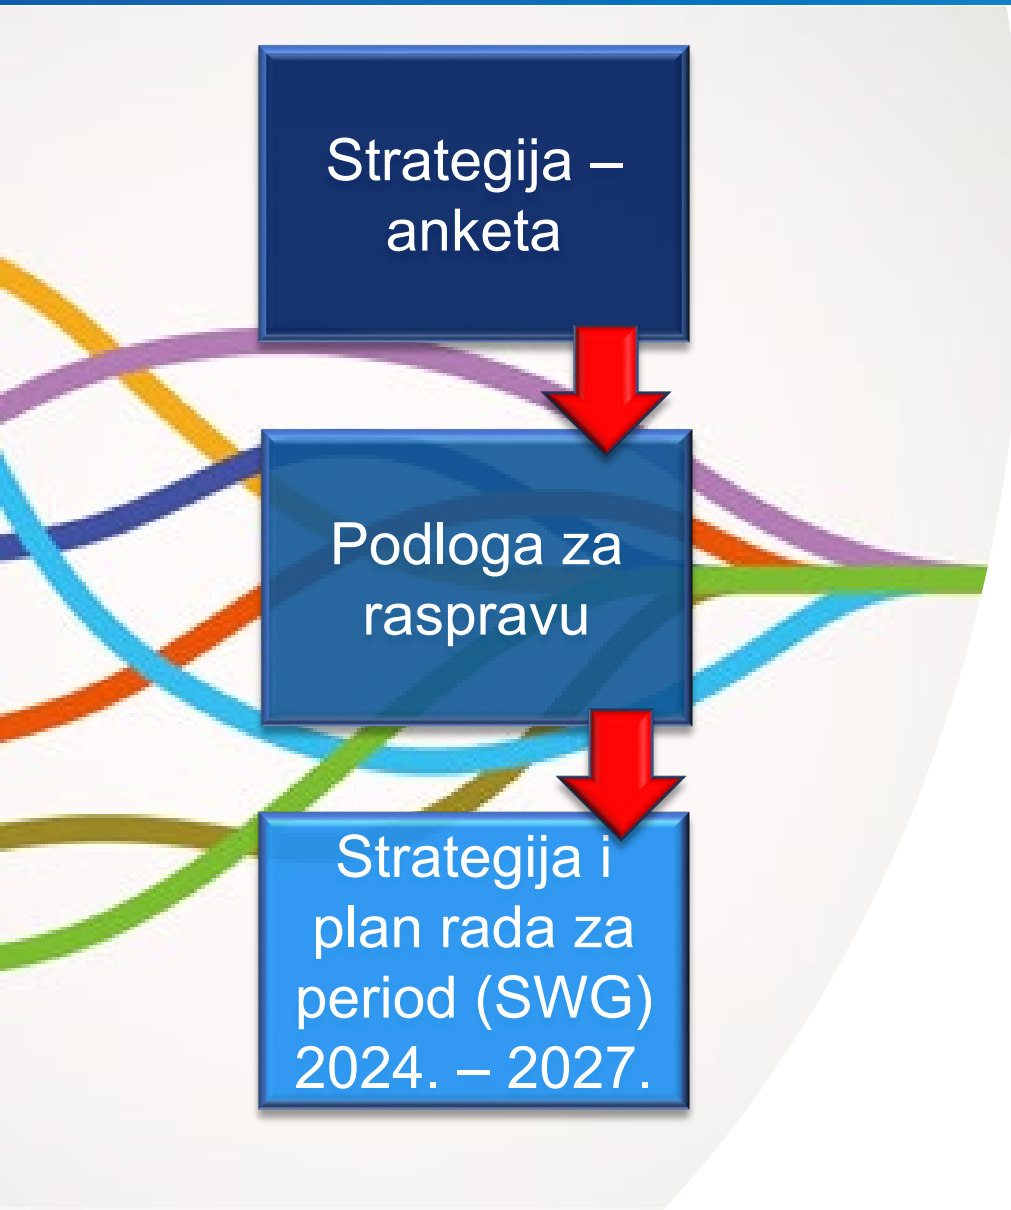 Strategija –
anketa
Podloga za
raspravu
Strategija i
plan rada za
period (SWG)
2024. – 2027.